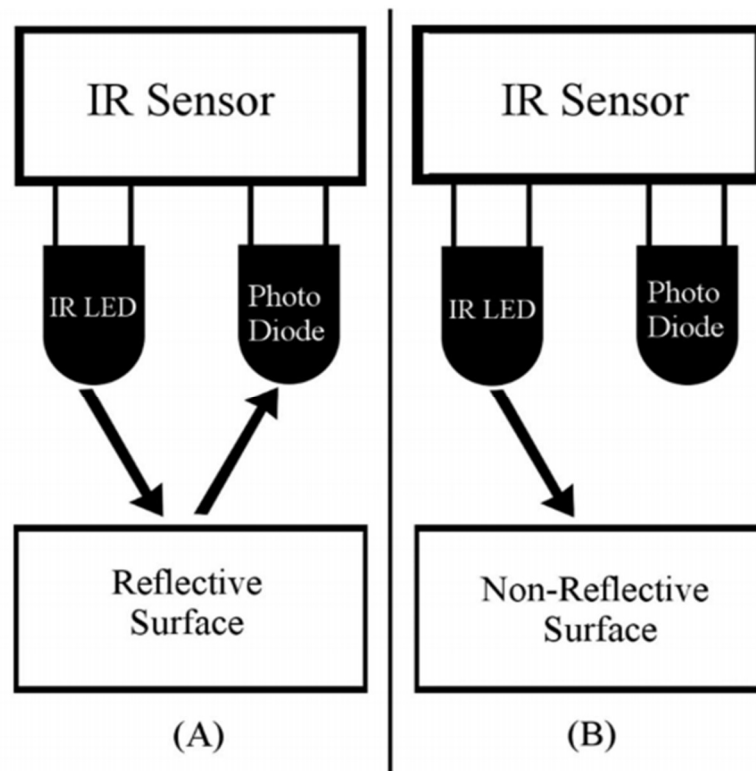 IR Sensor
IR LED
Photo
Diode
Reflective
Surface
(A)
IR Sensor
IR LED
Photo
Diode
Non-Reflective
Surface
(B)